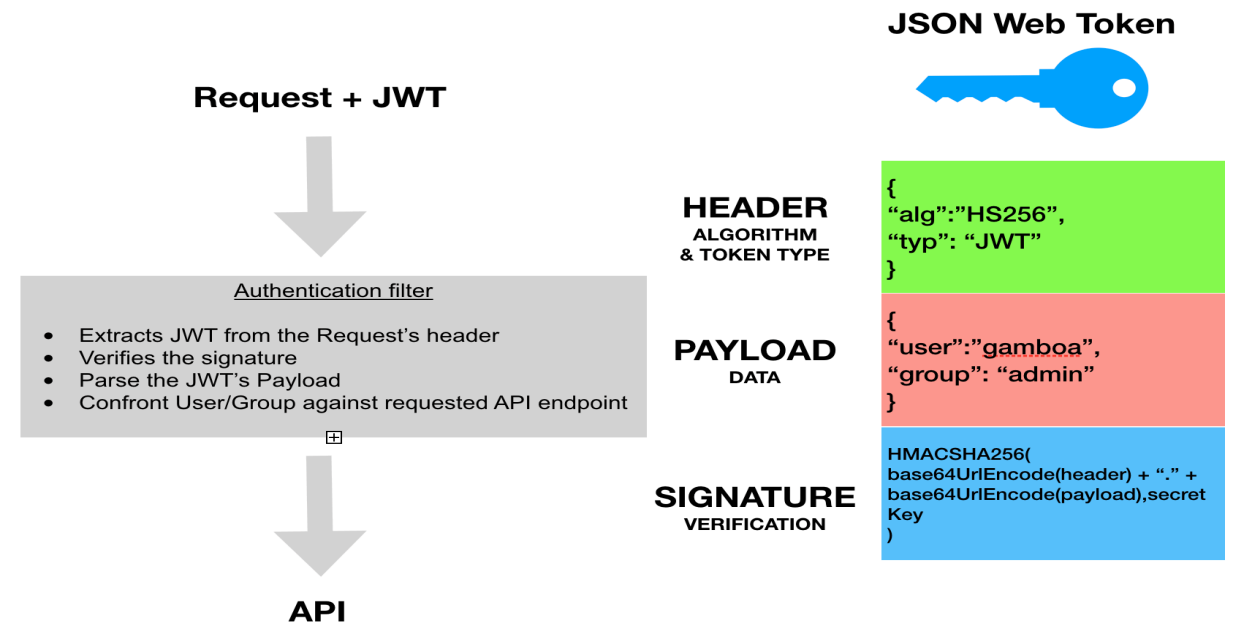 JSON Web Token
Request + JWT
Authentication filter
• Extracts JWT from the Request’s header
• Verifies the signature
• Parse the JWT’s Payload
• Confront User/Group against requested API endpoint
API
HEADER
ALGORITHM
& TOKEN TYPE
{
“alg”:”HS256”,
“typ”: “JWT”
}
PAYLOAD
DATA
{
“user”:”gamboa”,
“group”: “admin”
}
SIGNATURE
VERIFICATION
HMACSHA256(
base64UrlEncode(header) + “.” +
base64UrlEncode(payload),secret
Key
)